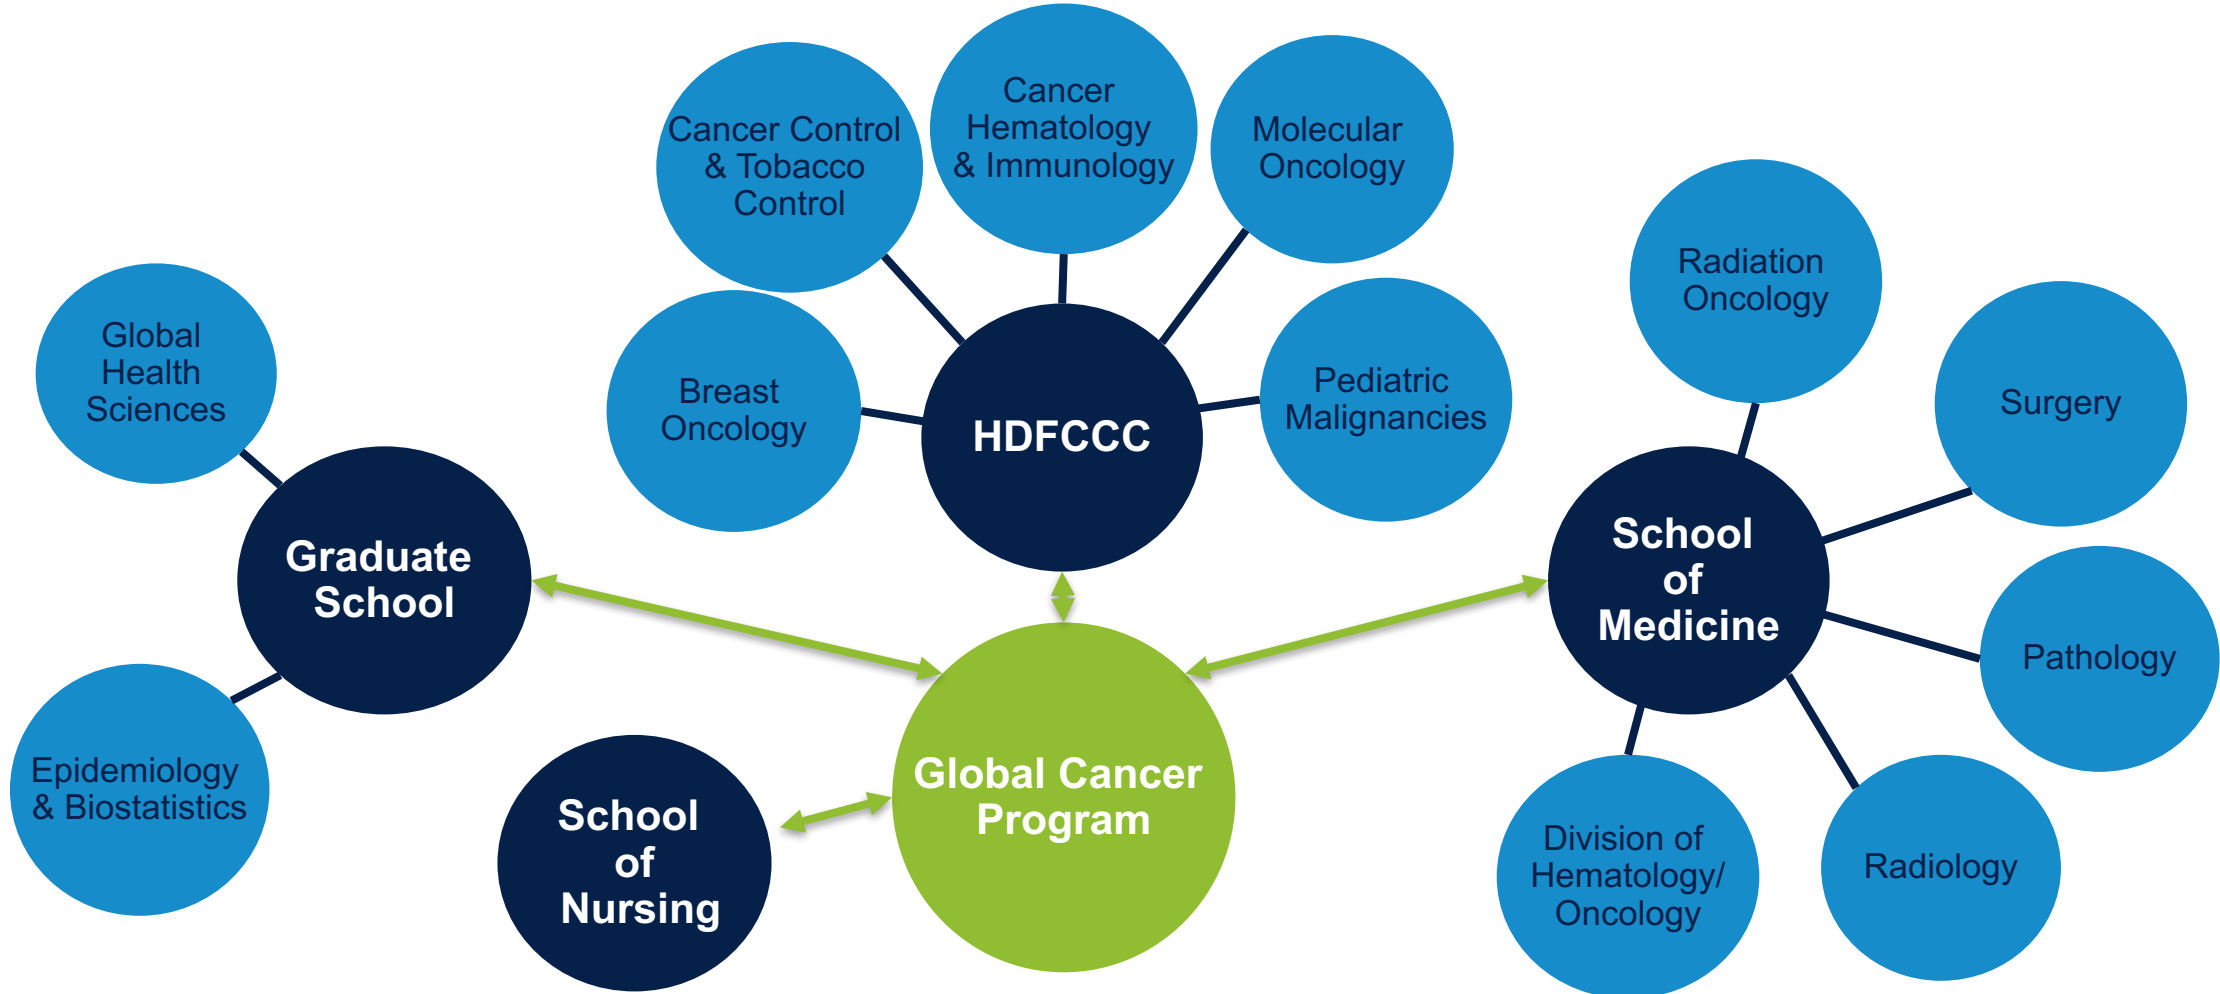 Cancer Control
& Tobacco
Control
Cancer
Hematology
& Immunology
Molecular
Oncology
Radiation
Oncology
Global
Health
Sciences
Breast
Oncology
HDFCCC
Pediatric
Malignancies
Surgery
Graduate
School
School
of
Medicine
Pathology
Epidemiology
& Biostatistics
School
of
Nursing
Global Cancer
Program
Division of
Hematology/
Oncology
Radiology